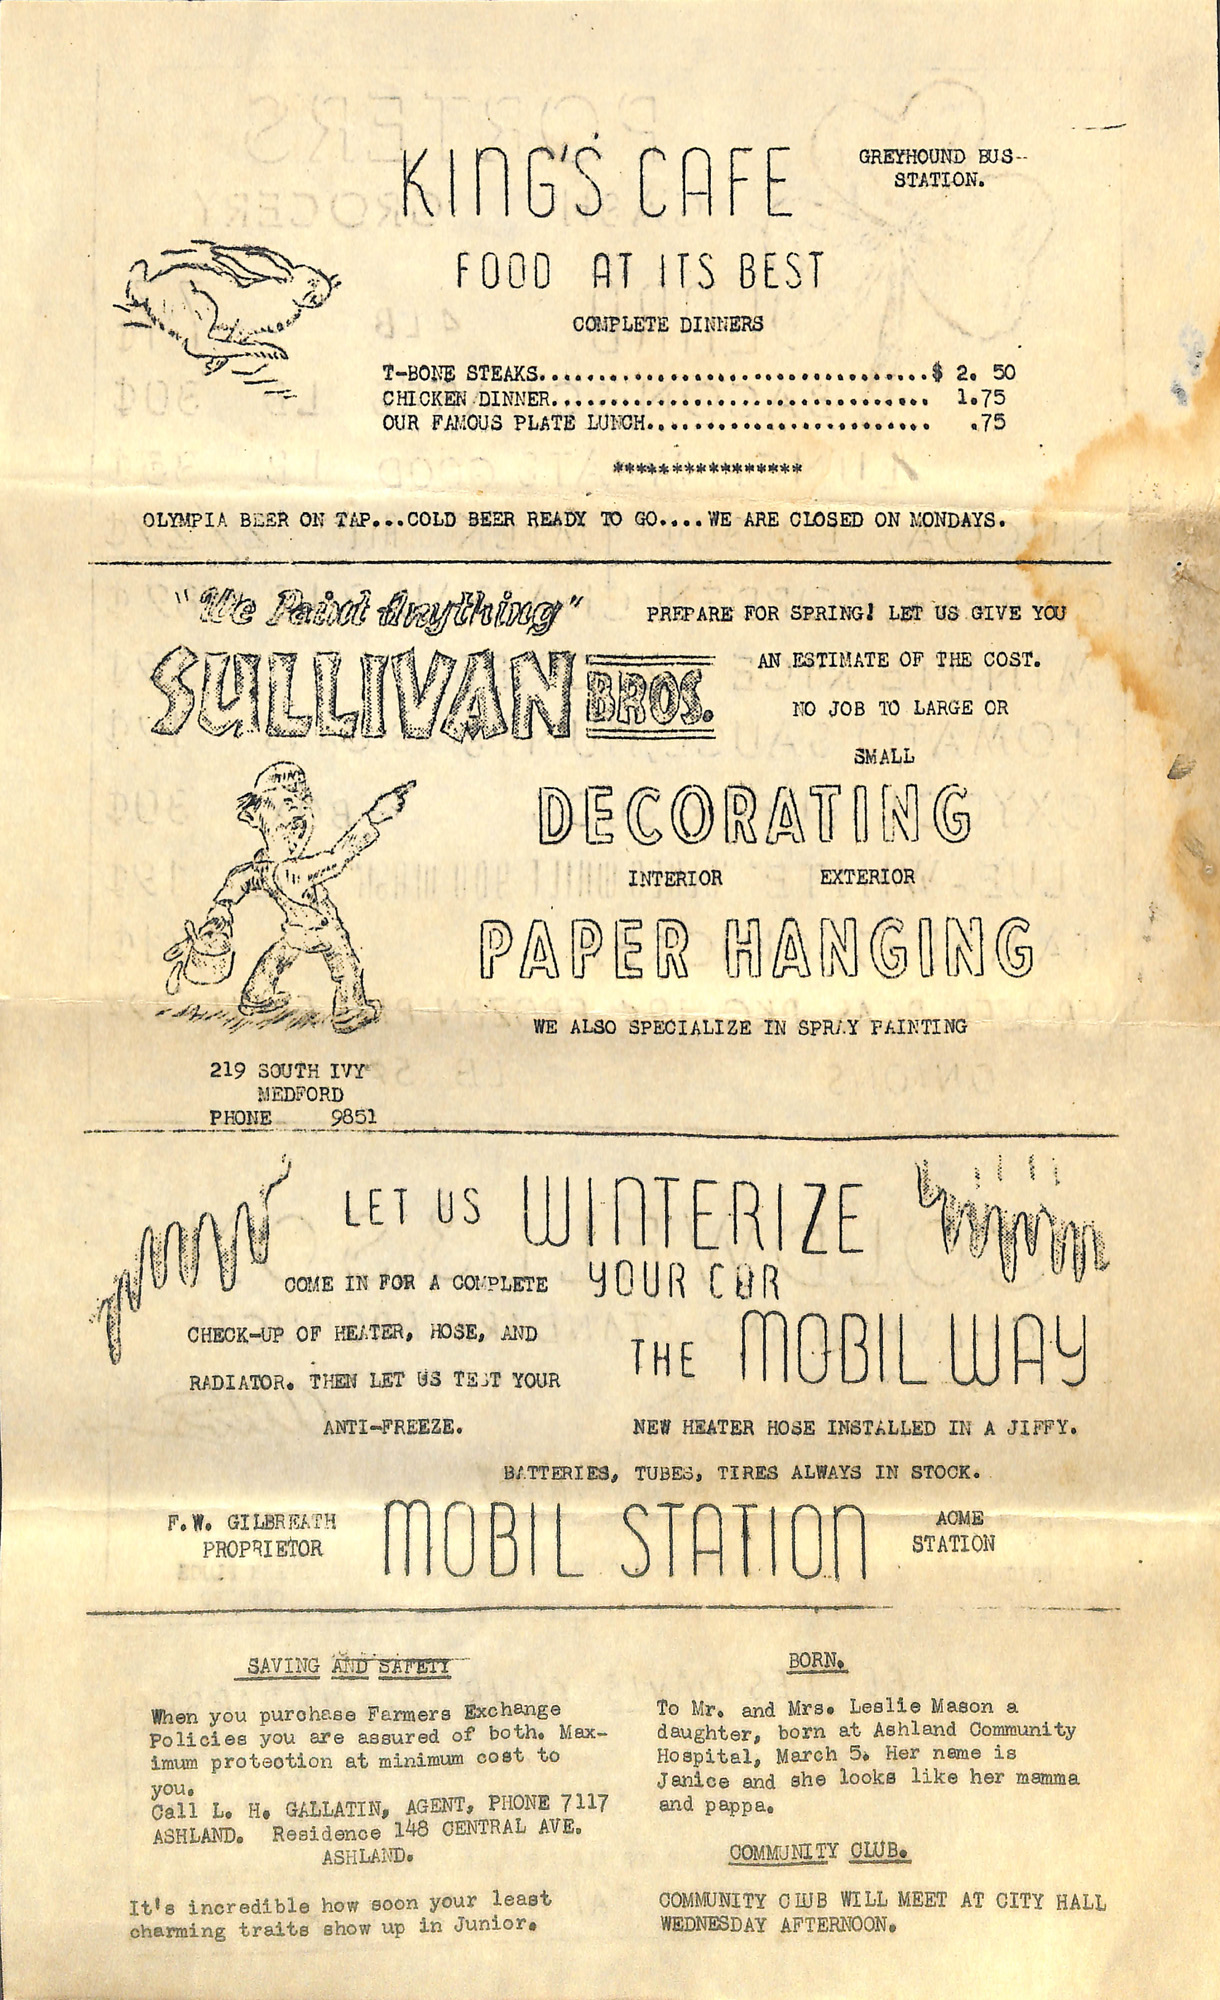 KING'S CAFE
GREYHOUND BUS--
STATION.
FOOD AT ITS BEST
COMPLETE DINNERS
T-BONE STEAKS.................................$ 2. 50
CHICKEN DINNER................................ 1.75
OUR FAMOUS PLATE LUNCH........................ .75
****************
OLYMPIA BEER ON TAP...COLD BEER READY TO GO....WE ARE CLOSED ON MONDAYS.
"We Paint Anything"
SULLIVAN BROS.
PREPARE FOR SPRING! LET US GIVE YOU
AN ESTIMATE OF THE COST.
NO JOB TO LARGE OR
SMALL
DECORATING
INTERIOR EXTERIOR
PAPER HANGING
WE ALSO SPECIALIZE IN SPRAY PAINTING
219 SOUTH IVY
MEDFORD
PHONE 9851
LET US WINTERIZE
YOUR CAR
THE MOBIL WAY
COME IN FOR A COMPLETE
CHECK-UP OF HEATER, HOSE, AND
RADIATOR. THEN LET US TEST YOUR
ANTI-FREEZE.
NEW HEATER HOSE INSTALLED IN A JIFFY.
BATTERIES, TUBES, TIRES ALWAYS IN STOCK.
F.W. GILBREATH
PROPRIETOR
MOBIL STATION
ACME
STATION
SAVING AND SAFETY
When you purchase Farmers Exchange
Policies you are assured of both. Max-
imum protection at minimum cost to
you.
Call L. H. GALLATIN, AGENT, PHONE 7117
ASHLAND. Residence 148 CENTRAL AVE.
ASHLAND.
It's incredible how soon your least
charming traits show up in Junior.
BORN.
To Mr. and Mrs. Leslie Mason a
daughter, born at Ashland Community
Hospital, March 5. Her name is
Janice and she looks like her mamma
and pappa.
COMMUNITY CLUB.
COMMUNITY CLUB WILL MEET AT CITY HALL
WEDNESDAY AFTERNOON.